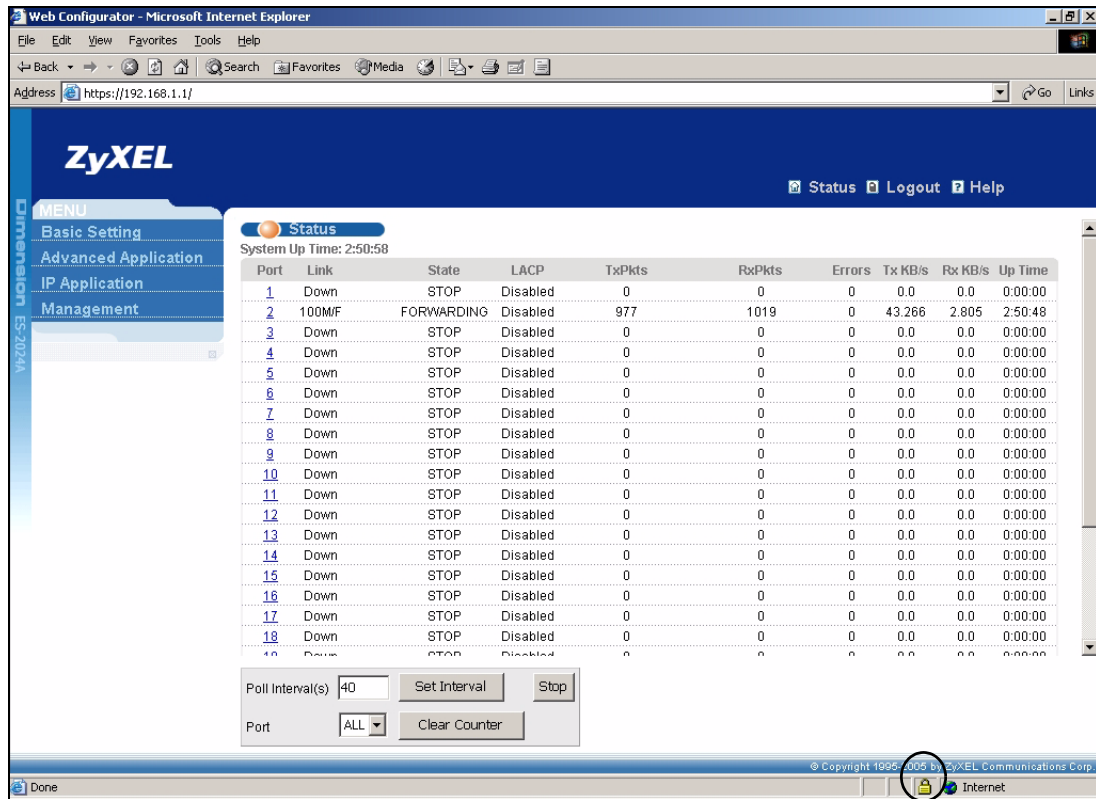 Web Configurator - Microsoft Internet Explorer
File Edit View Favorites Tools Help
Back Search Favorites Media
Address https://192.168.1.1/ Go Links
ZyXEL
Status Logout Help
Dimension ES-2024A
MENU
Basic Setting
Advanced Application
IP Application
Management
Status
System Up Time: 2:50:58
Port Link State LACP TxPkts RxPkts Errors Tx KB/s Rx KB/s Up Time
1 Down STOP Disabled 0 0 0 0.0 0.0 0:00:00
2 100M/F FORWARDING Disabled 977 1019 0 43.266 2.805 2:50:48
3 Down STOP Disabled 0 0 0 0.0 0.0 0:00:00
4 Down STOP Disabled 0 0 0 0.0 0.0 0:00:00
5 Down STOP Disabled 0 0 0 0.0 0.0 0:00:00
6 Down STOP Disabled 0 0 0 0.0 0.0 0:00:00
7 Down STOP Disabled 0 0 0 0.0 0.0 0:00:00
8 Down STOP Disabled 0 0 0 0.0 0.0 0:00:00
9 Down STOP Disabled 0 0 0 0.0 0.0 0:00:00
10 Down STOP Disabled 0 0 0 0.0 0.0 0:00:00
11 Down STOP Disabled 0 0 0 0.0 0.0 0:00:00
12 Down STOP Disabled 0 0 0 0.0 0.0 0:00:00
13 Down STOP Disabled 0 0 0 0.0 0.0 0:00:00
14 Down STOP Disabled 0 0 0 0.0 0.0 0:00:00
15 Down STOP Disabled 0 0 0 0.0 0.0 0:00:00
16 Down STOP Disabled 0 0 0 0.0 0.0 0:00:00
17 Down STOP Disabled 0 0 0 0.0 0.0 0:00:00
18 Down STOP Disabled 0 0 0 0.0 0.0 0:00:00
Poll Interval(s) 40 Set Interval Stop
Port ALL Clear Counter
© Copyright 1995-2005 by ZyXEL Communications Corp.
Done Internet